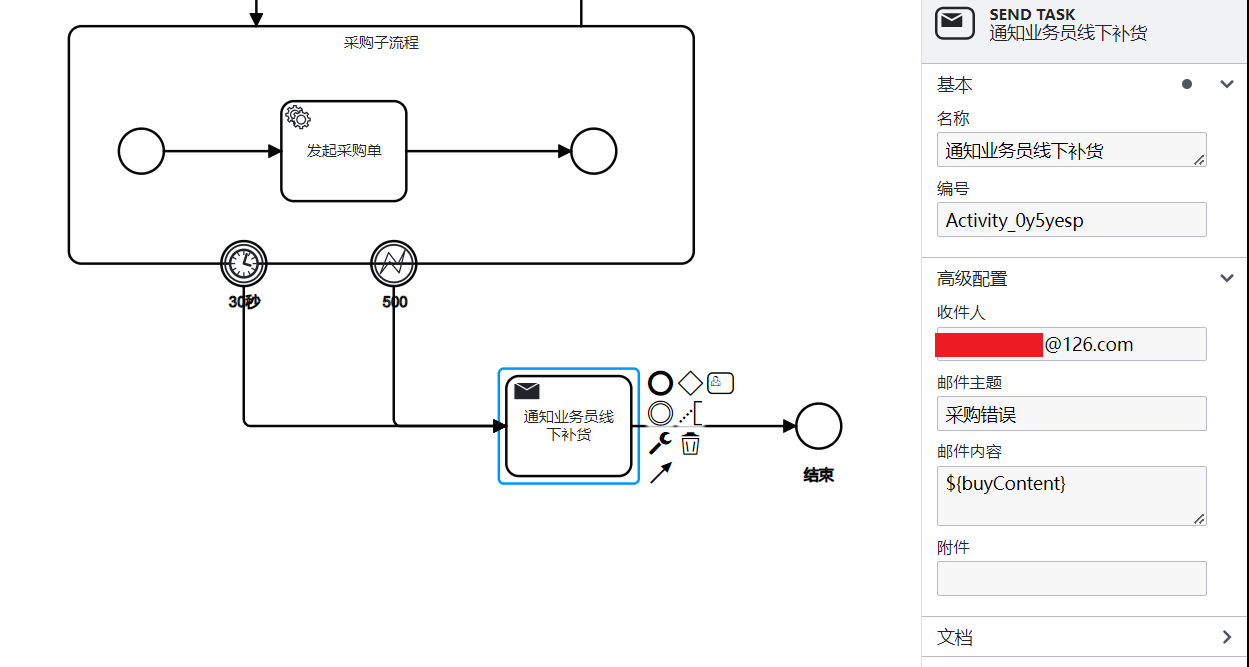 采购子流程
发起采购单
30秒
500
通知业务员线
下补货
结束
SEND TASK
通知业务员线下补货
基本
名称
通知业务员线下补货
编号
Activity_0y5yesp
高级配置
收件人
@126.com
邮件主题
采购错误
邮件内容
${buyContent}
附件
文档